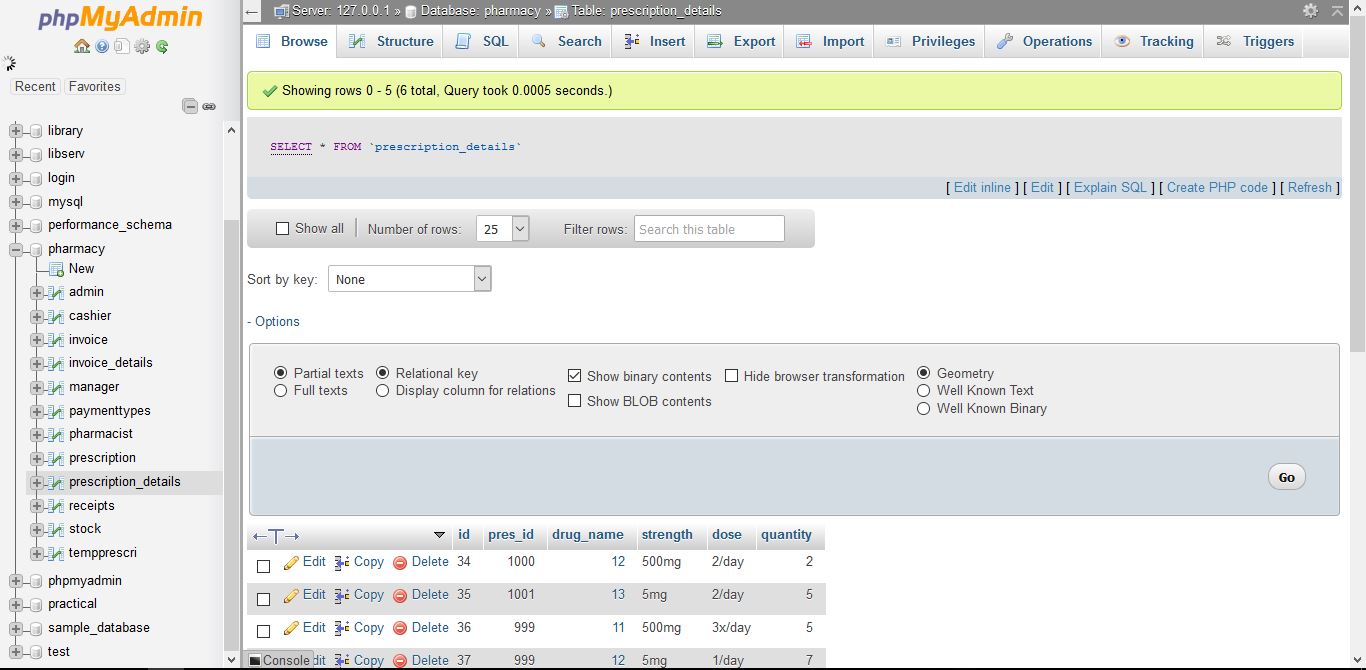 phpMyAdmin
Server: 127.0.0.1 » Database: pharmacy » Table: prescription_details
Browse Structure SQL Search Insert Export Import Privileges Operations Tracking Triggers
Recent Favorites
library
libserv
login
mysql
performance_schema
pharmacy
New
admin
cashier
invoice
invoice_details
manager
paymenttypes
pharmacist
prescription
prescription_details
receipts
stock
tempprescri
phpmyadmin
practical
sample_database
test
Showing rows 0 - 5 (6 total, Query took 0.0005 seconds.)
SELECT * FROM `prescription_details`
[ Edit inline ] [ Edit ] [ Explain SQL ] [ Create PHP code ] [ Refresh ]
Show all Number of rows: 25 Filter rows: Search this table
Sort by key: None
- Options
Partial texts Relational key Show binary contents Hide browser transformation Geometry
Full texts Display column for relations Show BLOB contents Well Known Text
Well Known Binary
Go
←T→ id pres_id drug_name strength dose quantity
Edit Copy Delete 34 1000 12 500mg 2/day 2
Edit Copy Delete 35 1001 13 5mg 2/day 5
Edit Copy Delete 36 999 11 500mg 3x/day 5
Console dit Copy Delete 37 999 12 5mg 1/day 7